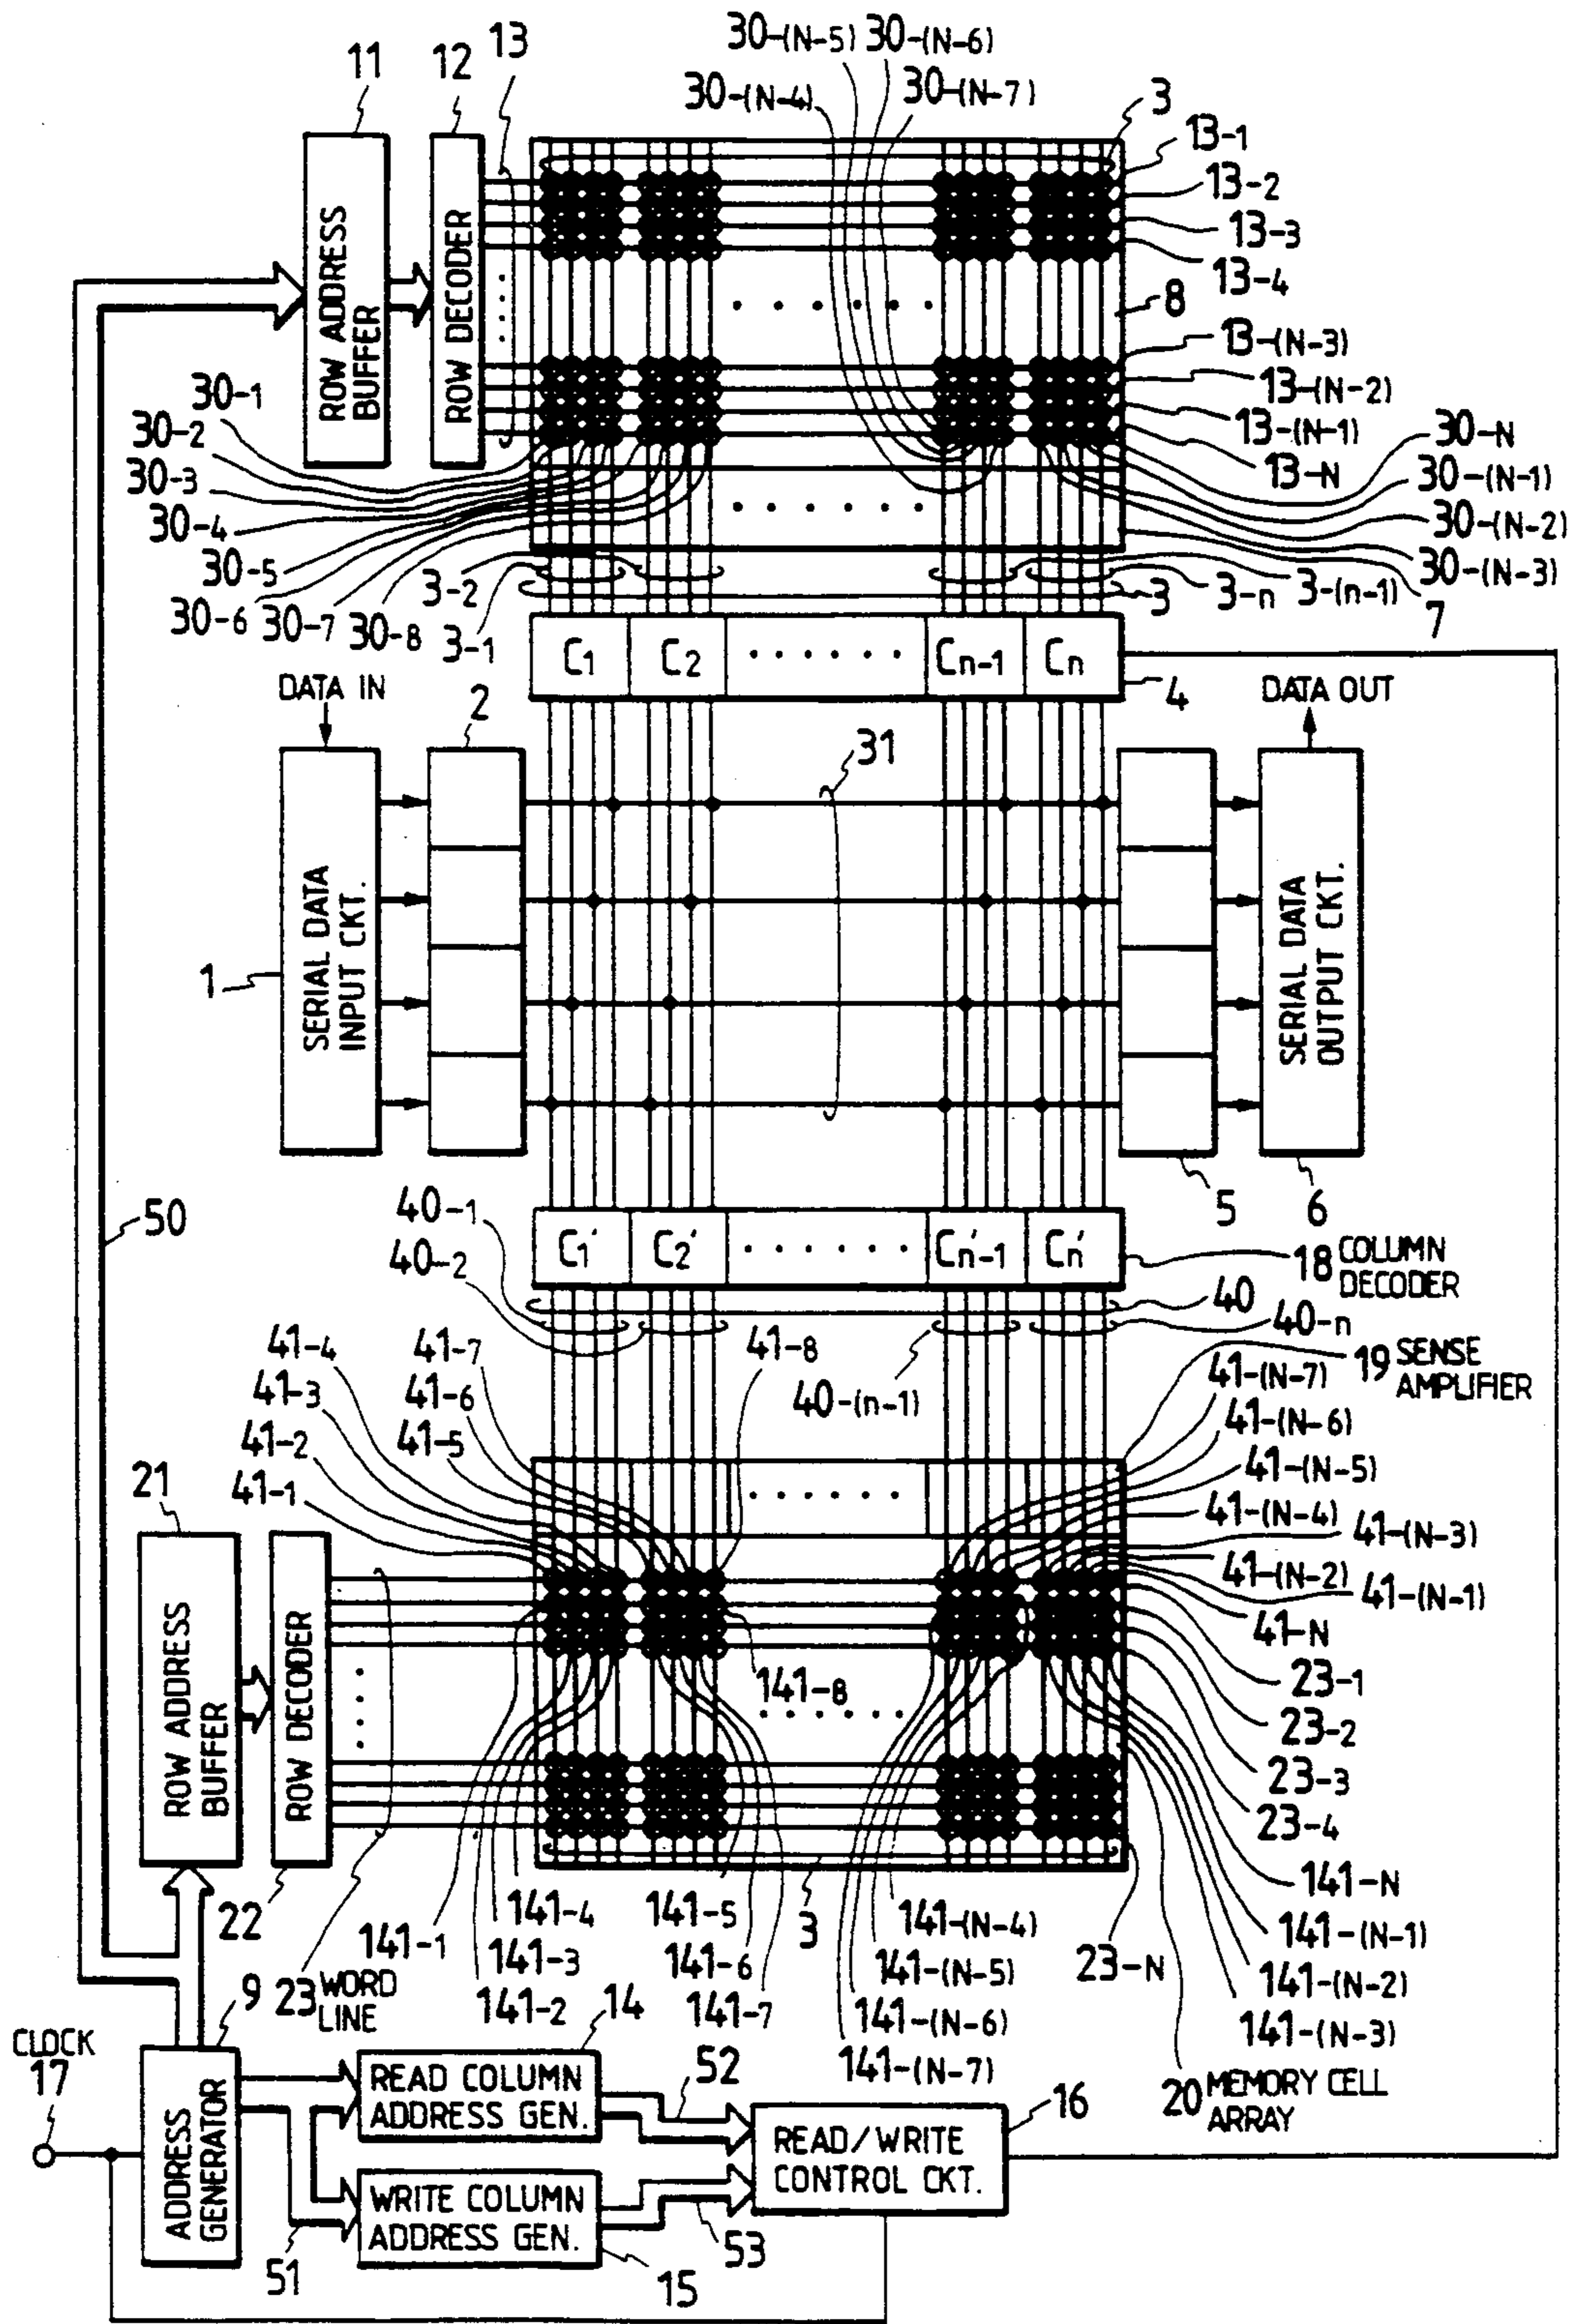 30-(N-5) 30-(N-6)
30-(N-4) 30-(N-7)
11 12 13
3
13-1
13-2
13-3
13-4
8
ROW ADDRESS
BUFFER
ROW DECODER
13-(N-3)
13-(N-2)
13-(N-1)
13-N
30-1
30-2
30-3
30-4
30-5
30-6 30-7 30-8
30-N
30-(N-1)
30-(N-2)
30-(N-3)
3-2
3-1
3 3-n 3-(n-1)
7
C1 C2 Cn-1 Cn
4
DATA IN
2
DATA OUT
31
1
SERIAL DATA
INPUT CKT.
SERIAL DATA
OUTPUT CKT.
5 6
50
40-1
40-2
C1' C2' Cn'-1 Cn'
18 COLUMN
DECODER
40
40-n
40-(n-1)
19 SENSE
AMPLIFIER
41-4
41-3
41-2
41-1
41-7
41-6
41-5
41-8
41-(N-7)
41-(N-6)
41-(N-5)
41-(N-4)
41-(N-3)
41-(N-2)
41-(N-1)
41-N
21
ROW ADDRESS
BUFFER
ROW DECODER
22
141-8
23-1
23-2
23-3
23-4
141-1
141-4
141-3
141-2
141-5
141-6
141-7
3
141-(N-4)
141-(N-5)
141-(N-6)
141-(N-7)
23-N
141-N
141-(N-1)
141-(N-2)
141-(N-3)
20 MEMORY CELL
ARRAY
9
23 WORD
LINE
14
CLOCK
17
ADDRESS
GENERATOR
READ COLUMN
ADDRESS GEN.
52
16
READ/WRITE
CONTROL CKT.
WRITE COLUMN
ADDRESS GEN.
51
53
15